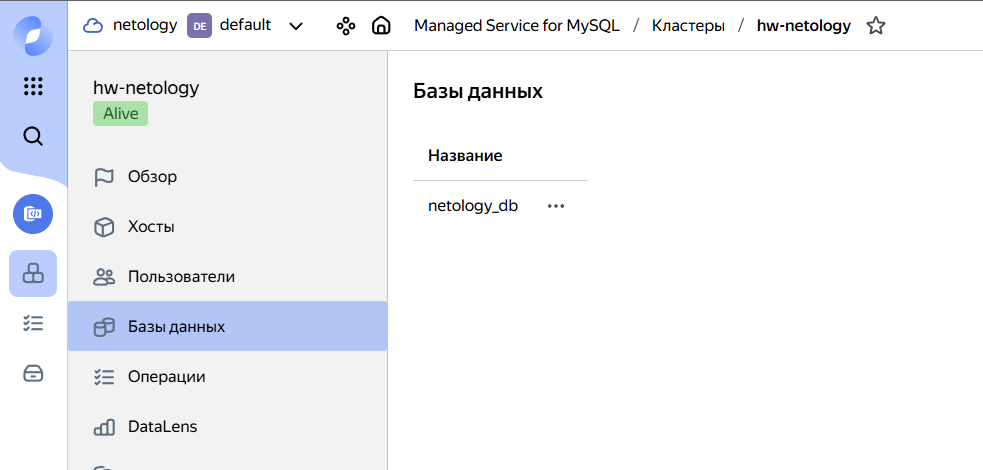 netology DE default Managed Service for MySQL / Кластеры / hw-netology
hw-netology
Alive
Обзор
Хосты
Пользователи
Базы данных
Операции
DataLens
Базы данных
Название
netology_db